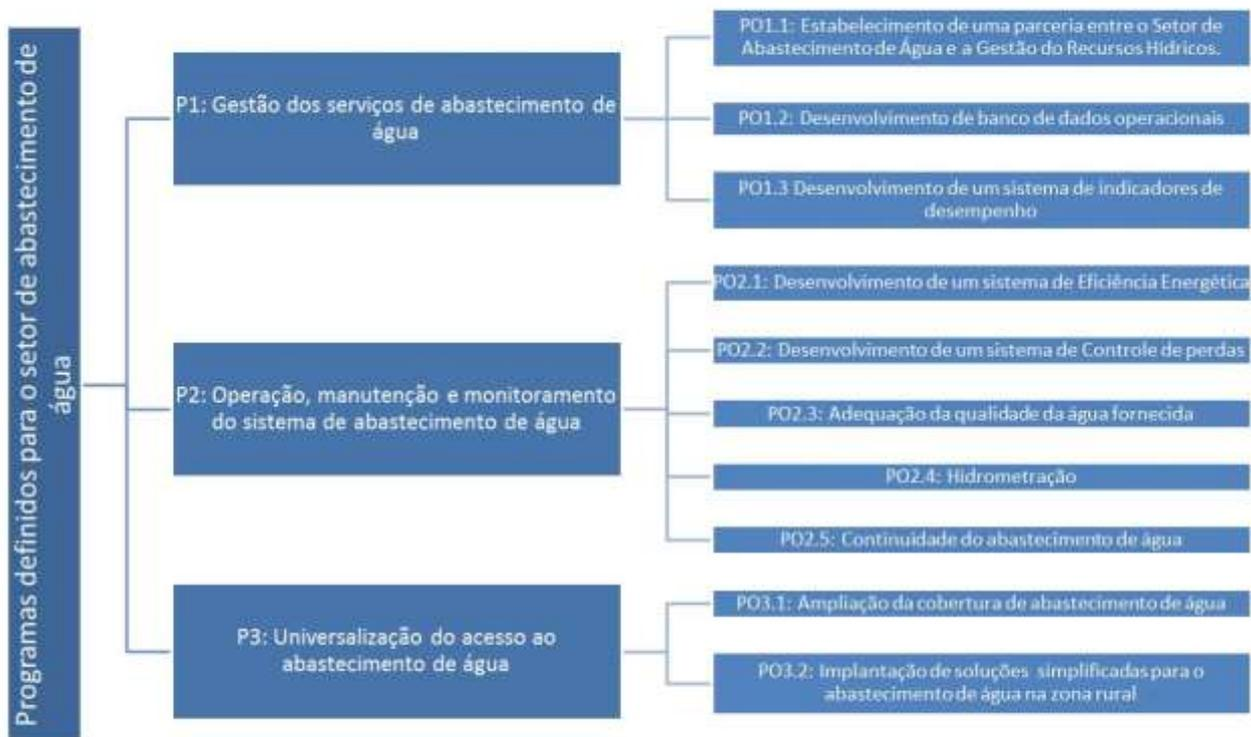 Programas definidos para o setor de abastecimento de
água
P1: Gestão dos serviços de abastecimento de
água
PO1.1: Estabelecimento de uma parceria entre o Setor de
Abastecimento de Água e a Gestão do Recursos Hídricos.
PO1.2: Desenvolvimento de banco de dados operacionais
PO1.3 Desenvolvimento de um sistema de indicadores de
desempenho
P2: Operação, manutenção e monitoramento
do sistema de abastecimento de água
PO2.1: Desenvolvimento de um sistema de Eficiência Energética
PO2.2: Desenvolvimento de um sistema de Controle de perdas
PO2.3: Adequação da qualidade da água fornecida
PO2.4: Hidrometração
PO2.5: Continuidade do abastecimento de água
P3: Universalização do acesso ao
abastecimento de água
PO3.1: Ampliação da cobertura de abastecimento de água
PO3.2: Implantação de soluções simplificadas para o
abastecimento de água na zona rural